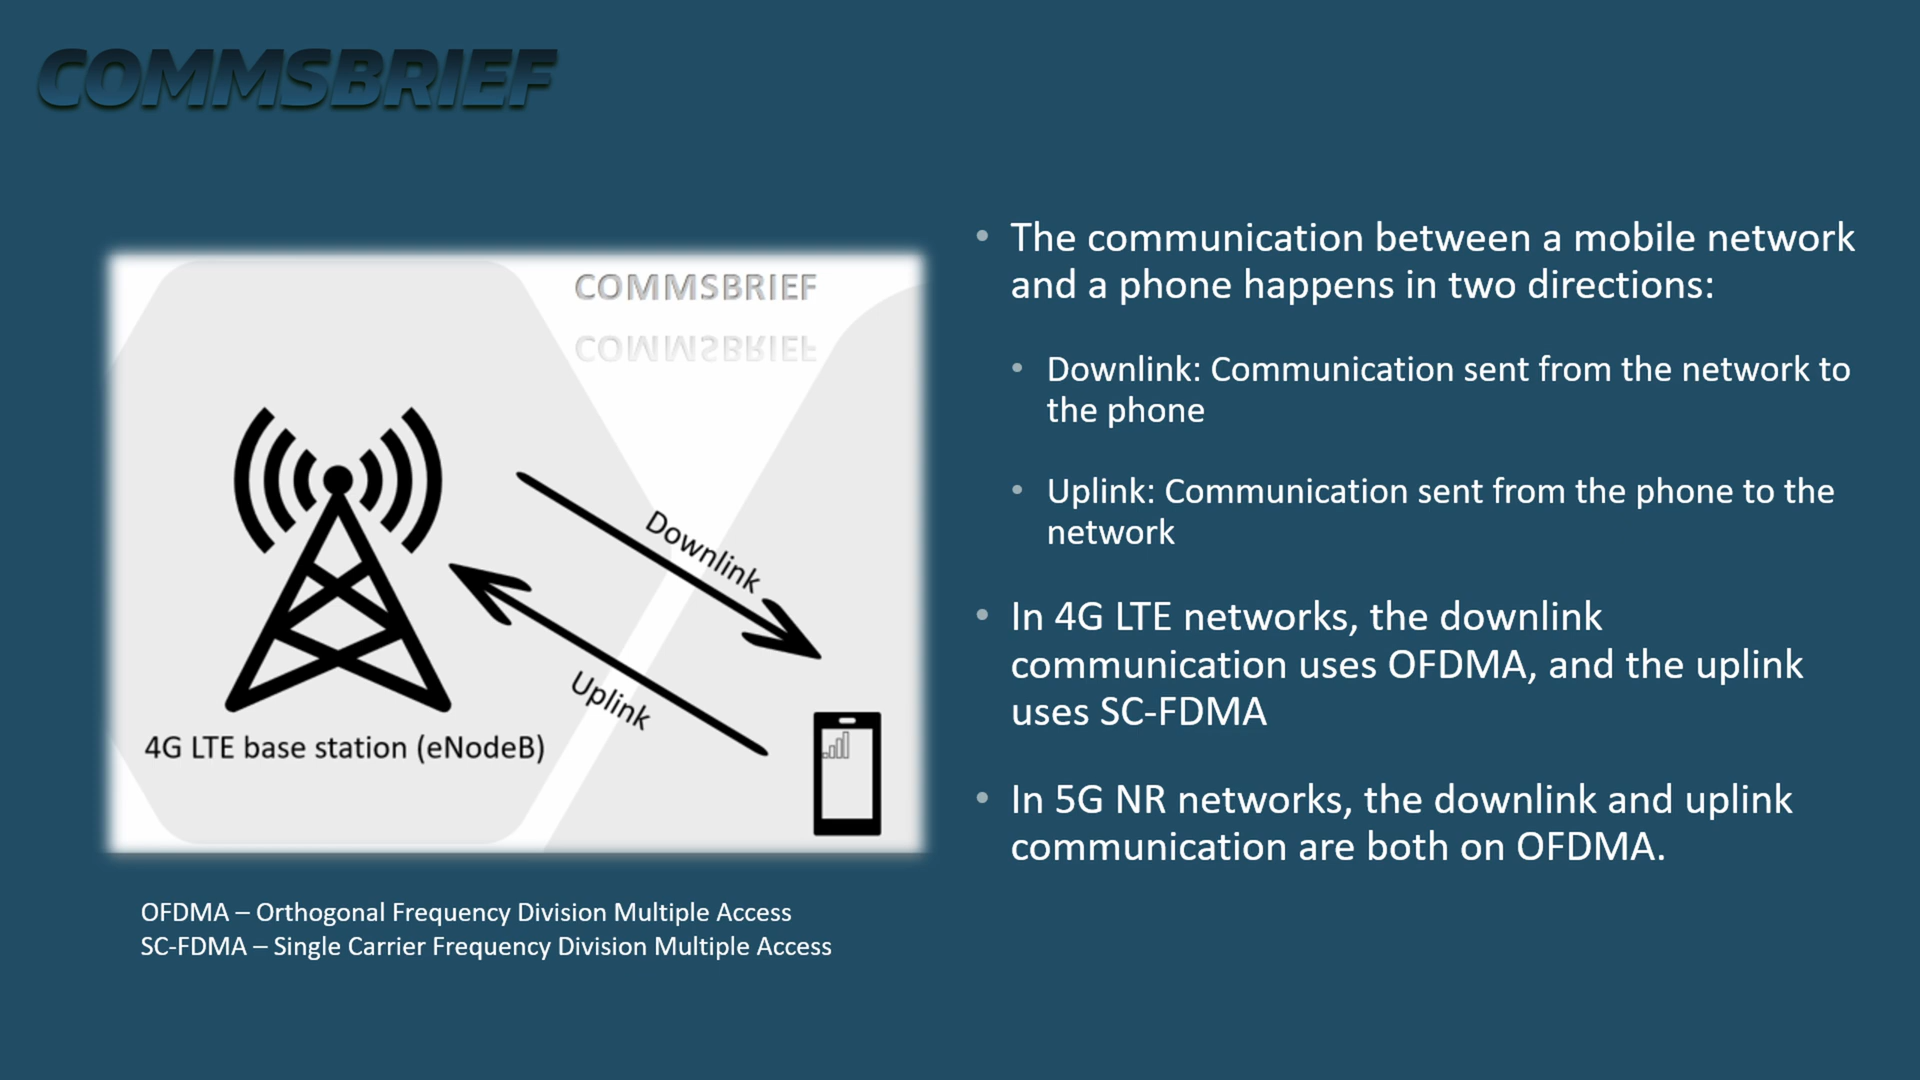 COMMSBRIEF
COMMSBRIEF
COMMSBRIEF
Downlink
Uplink
4G LTE base station (eNodeB)
OFDMA – Orthogonal Frequency Division Multiple Access
SC-FDMA – Single Carrier Frequency Division Multiple Access
• The communication between a mobile network
and a phone happens in two directions:
• Downlink: Communication sent from the network to
the phone
• Uplink: Communication sent from the phone to the
network
• In 4G LTE networks, the downlink
communication uses OFDMA, and the uplink
uses SC-FDMA
• In 5G NR networks, the downlink and uplink
communication are both on OFDMA.